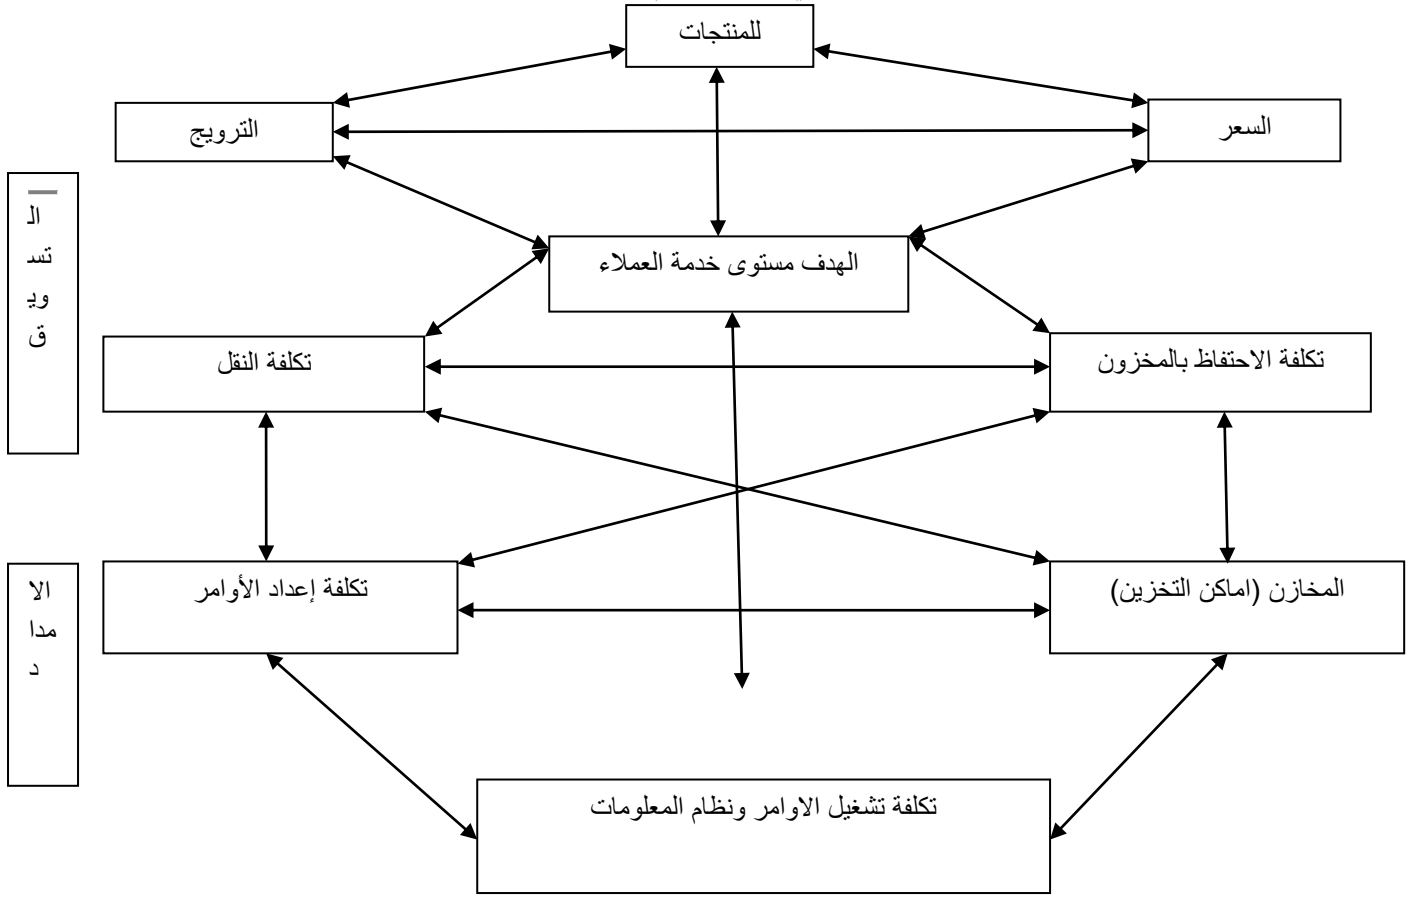 للمنتجات
السعر
الترويج
الـ
تسـ
ويـ
ق
الهدف مستوى خدمة العملاء
تكلفة الاحتفاظ بالمخزون
تكلفة النقل
المخازن (اماكن التخزين)
تكلفة إعداد الأوامر
الا
مدا
د
تكلفة تشغيل الاوامر ونظام المعلومات